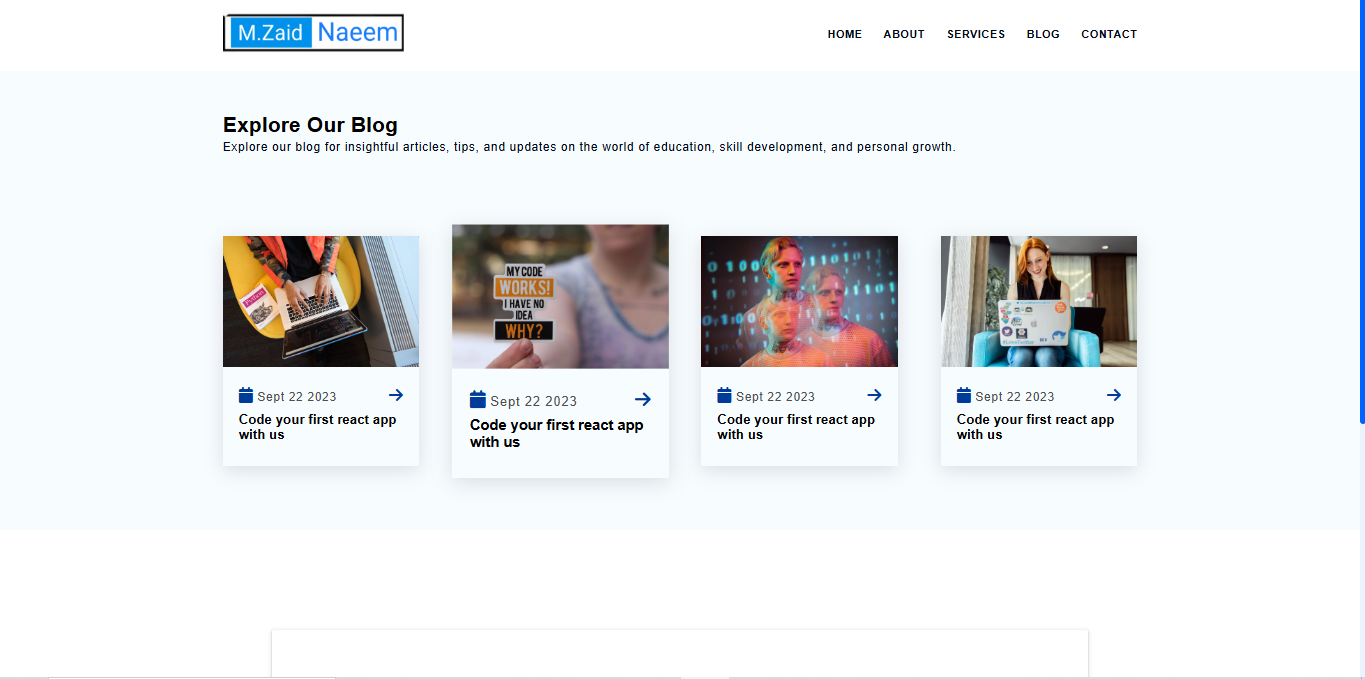 M.Zaid Naeem
HOME ABOUT SERVICES BLOG CONTACT
Explore Our Blog
Explore our blog for insightful articles, tips, and updates on the world of education, skill development, and personal growth.
MY CODE
WORKS!
I HAVE NO
IDEA
WHY?
Sept 22 2023
Code your first react app
with us
Sept 22 2023
Code your first react app
with us
Sept 22 2023
Code your first react app
with us
Sept 22 2023
Code your first react app
with us